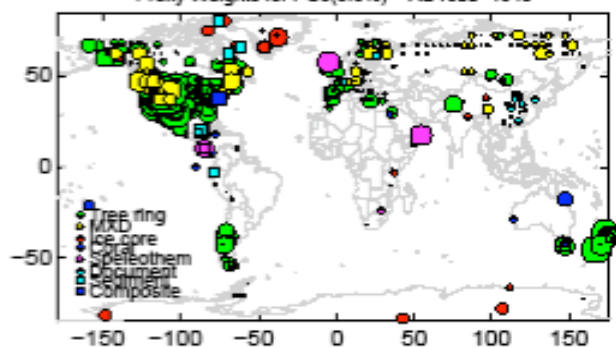 50
0
−50
Tree ring
MXD
Ice core
Coral
Speleothem
Document
Sediment
Composite
−150 −100 −50 0 50 100 150